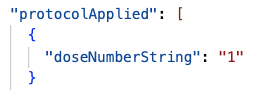 "protocolApplied": [
{
"doseNumberString": "1"
}